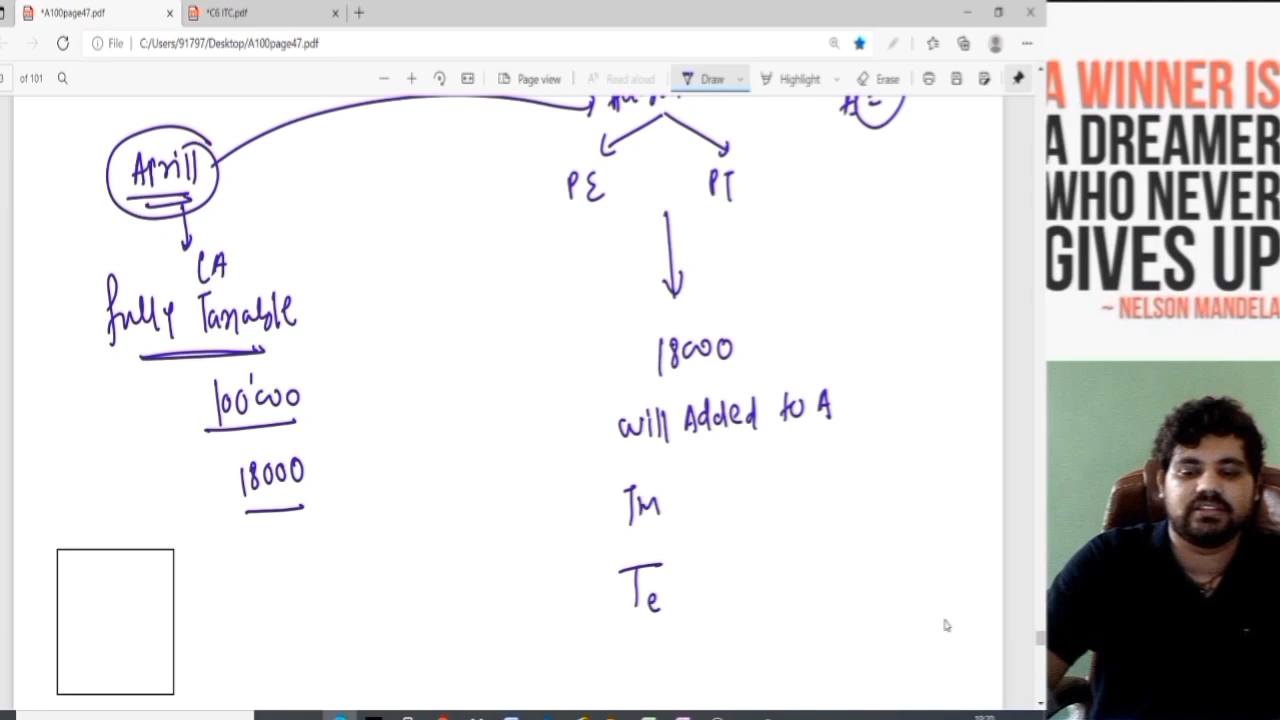 *A100page47.pdf
*C6 ITC.pdf
File
C:/Users/91797/Desktop/A100page47.pdf
of 101
Page view
Read aloud
Draw
Highlight
Erase
Aprill
PE
PT
CA
fully Taxable
100'000
18000
18000
will Added to A
Tm
Te
A WINNER IS
A DREAMER
WHO NEVER
GIVES UP
~ NELSON MANDELA